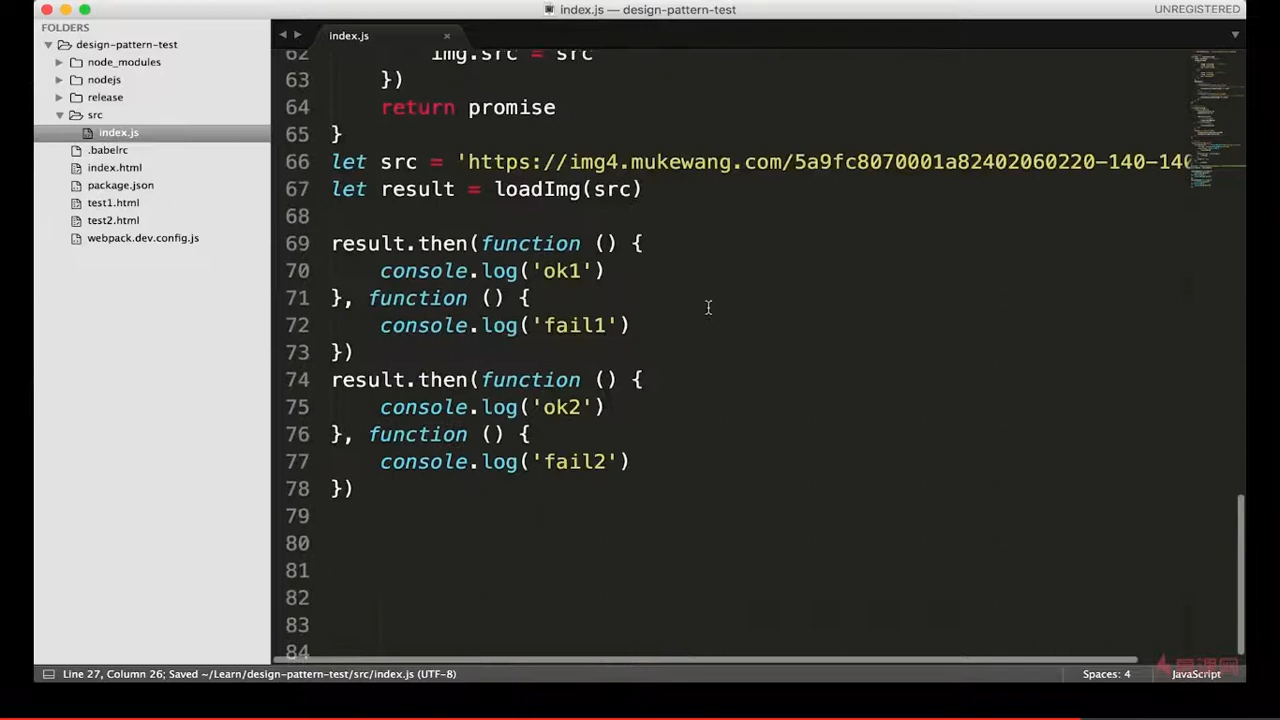 index.js — design-pattern-test
UNREGISTERED
FOLDERS
design-pattern-test
node_modules
nodejs
release
src
index.js
.babelrc
index.html
package.json
test1.html
test2.html
webpack.dev.config.js
index.js
62 img.src = src
63 })
64 return promise
65 }
66 let src = 'https://img4.mukewang.com/5a9fc8070001a82402060220-140-140
67 let result = loadImg(src)
68
69 result.then(function () {
70 console.log('ok1')
71 }, function () {
72 console.log('fail1')
73 })
74 result.then(function () {
75 console.log('ok2')
76 }, function () {
77 console.log('fail2')
78 })
79
80
81
82
83
84
Line 27, Column 26; Saved ~/Learn/design-pattern-test/src/index.js (UTF-8)
Spaces: 4
JavaScript